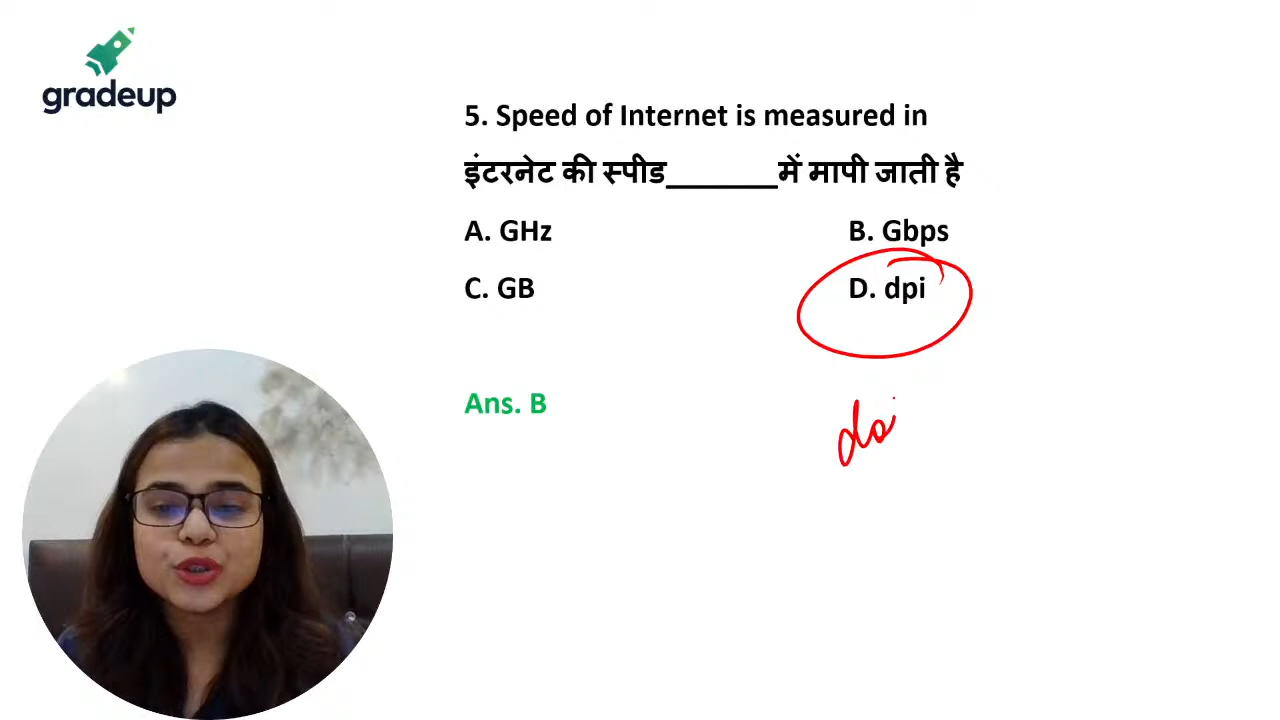 gradeup
5. Speed of Internet is measured in
इंटरनेट की स्पीड_______में मापी जाती है
A. GHz
B. Gbps
C. GB
D. dpi
Ans. B